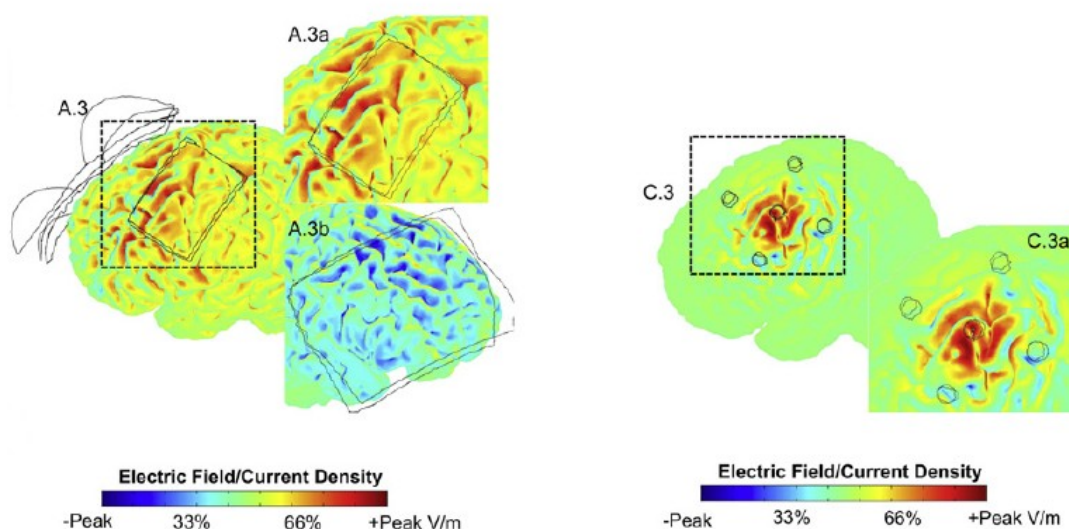 A.3
A.3a
A.3b
Electric Field/Current Density
-Peak 33% 66% +Peak V/m
C.3
C.3a
Electric Field/Current Density
-Peak 33% 66% +Peak V/m